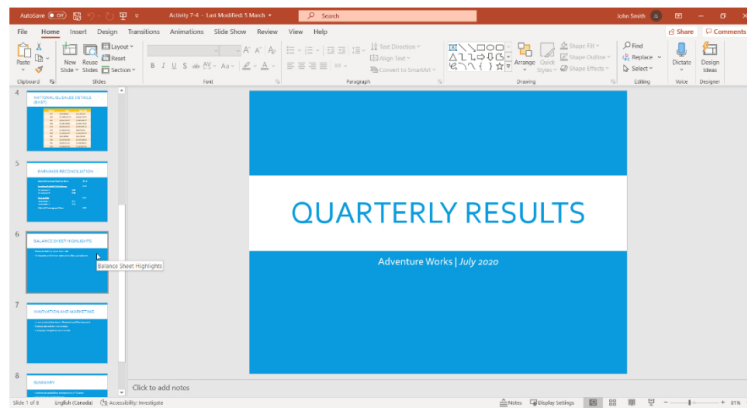 AutoSave Off
Activity 7-4 - Last Modified: 5 March
Search
John Smith
File Home Insert Design Transitions Animations Slide Show Review View Help
Share Comments
Paste
New Slide
Reuse Slides
Layout
Reset
Section
B I U S
Text Direction
Align Text
Convert to SmartArt
Arrange
Quick Styles
Shape Fill
Shape Outline
Shape Effects
Find
Replace
Select
Dictate
Design Ideas
Clipboard Slides Font Paragraph Drawing Editing Voice Designer
4
5
EARNINGS RECONCILIATION
6
BALANCE SHEET HIGHLIGHTS
Balance Sheet Highlights
7
INNOVATION AND MARKETING
8
SUMMARY
QUARTERLY RESULTS
Adventure Works | July 2020
Click to add notes
Slide 1 of 8 English (Canada) Accessibility: Investigate
Notes Display Settings 81%